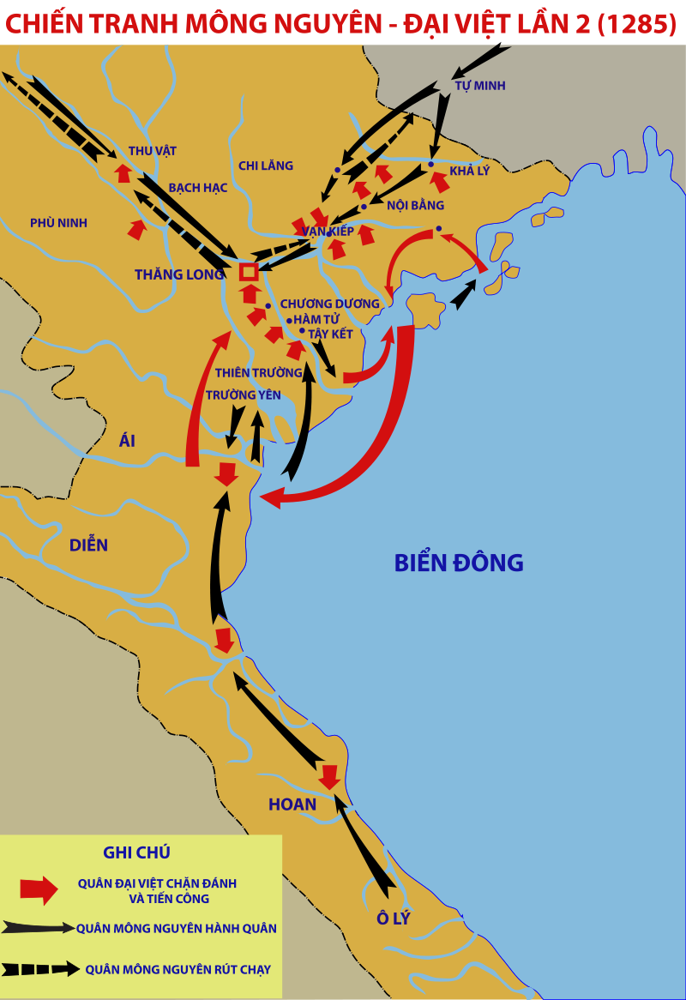 CHIẾN TRANH MÔNG NGUYÊN - ĐẠI VIỆT LẦN 2 (1285)
TỰ MINH
THU VẬT
CHI LĂNG
KHẢ LÝ
BẠCH HẠC
NỘI BẰNG
PHÙ NINH
VẠN KIẾP
THĂNG LONG
CHƯƠNG DƯƠNG
HÀM TỬ
TÂY KẾT
THIÊN TRƯỜNG
TRƯỜNG YÊN
ÁI
DIỄN
BIỂN ĐÔNG
HOAN
Ô LÝ
GHI CHÚ
QUÂN ĐẠI VIỆT CHẶN ĐÁNH
VÀ TIẾN CÔNG
QUÂN MÔNG NGUYÊN HÀNH QUÂN
QUÂN MÔNG NGUYÊN RÚT CHẠY